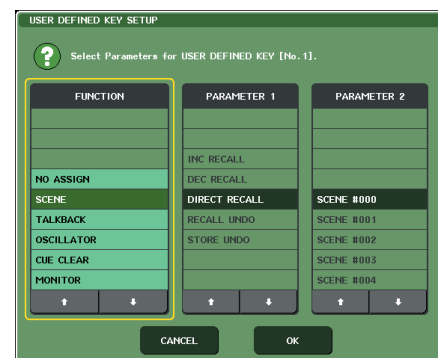 USER DEFINED KEY SETUP
? Select Parameters for USER DEFINED KEY [No.1].
FUNCTION
NO ASSIGN
SCENE
TALKBACK
OSCILLATOR
CUE CLEAR
MONITOR
PARAMETER 1
INC RECALL
DEC RECALL
DIRECT RECALL
RECALL UNDO
STORE UNDO
PARAMETER 2
SCENE #000
SCENE #001
SCENE #002
SCENE #003
SCENE #004
CANCEL
OK